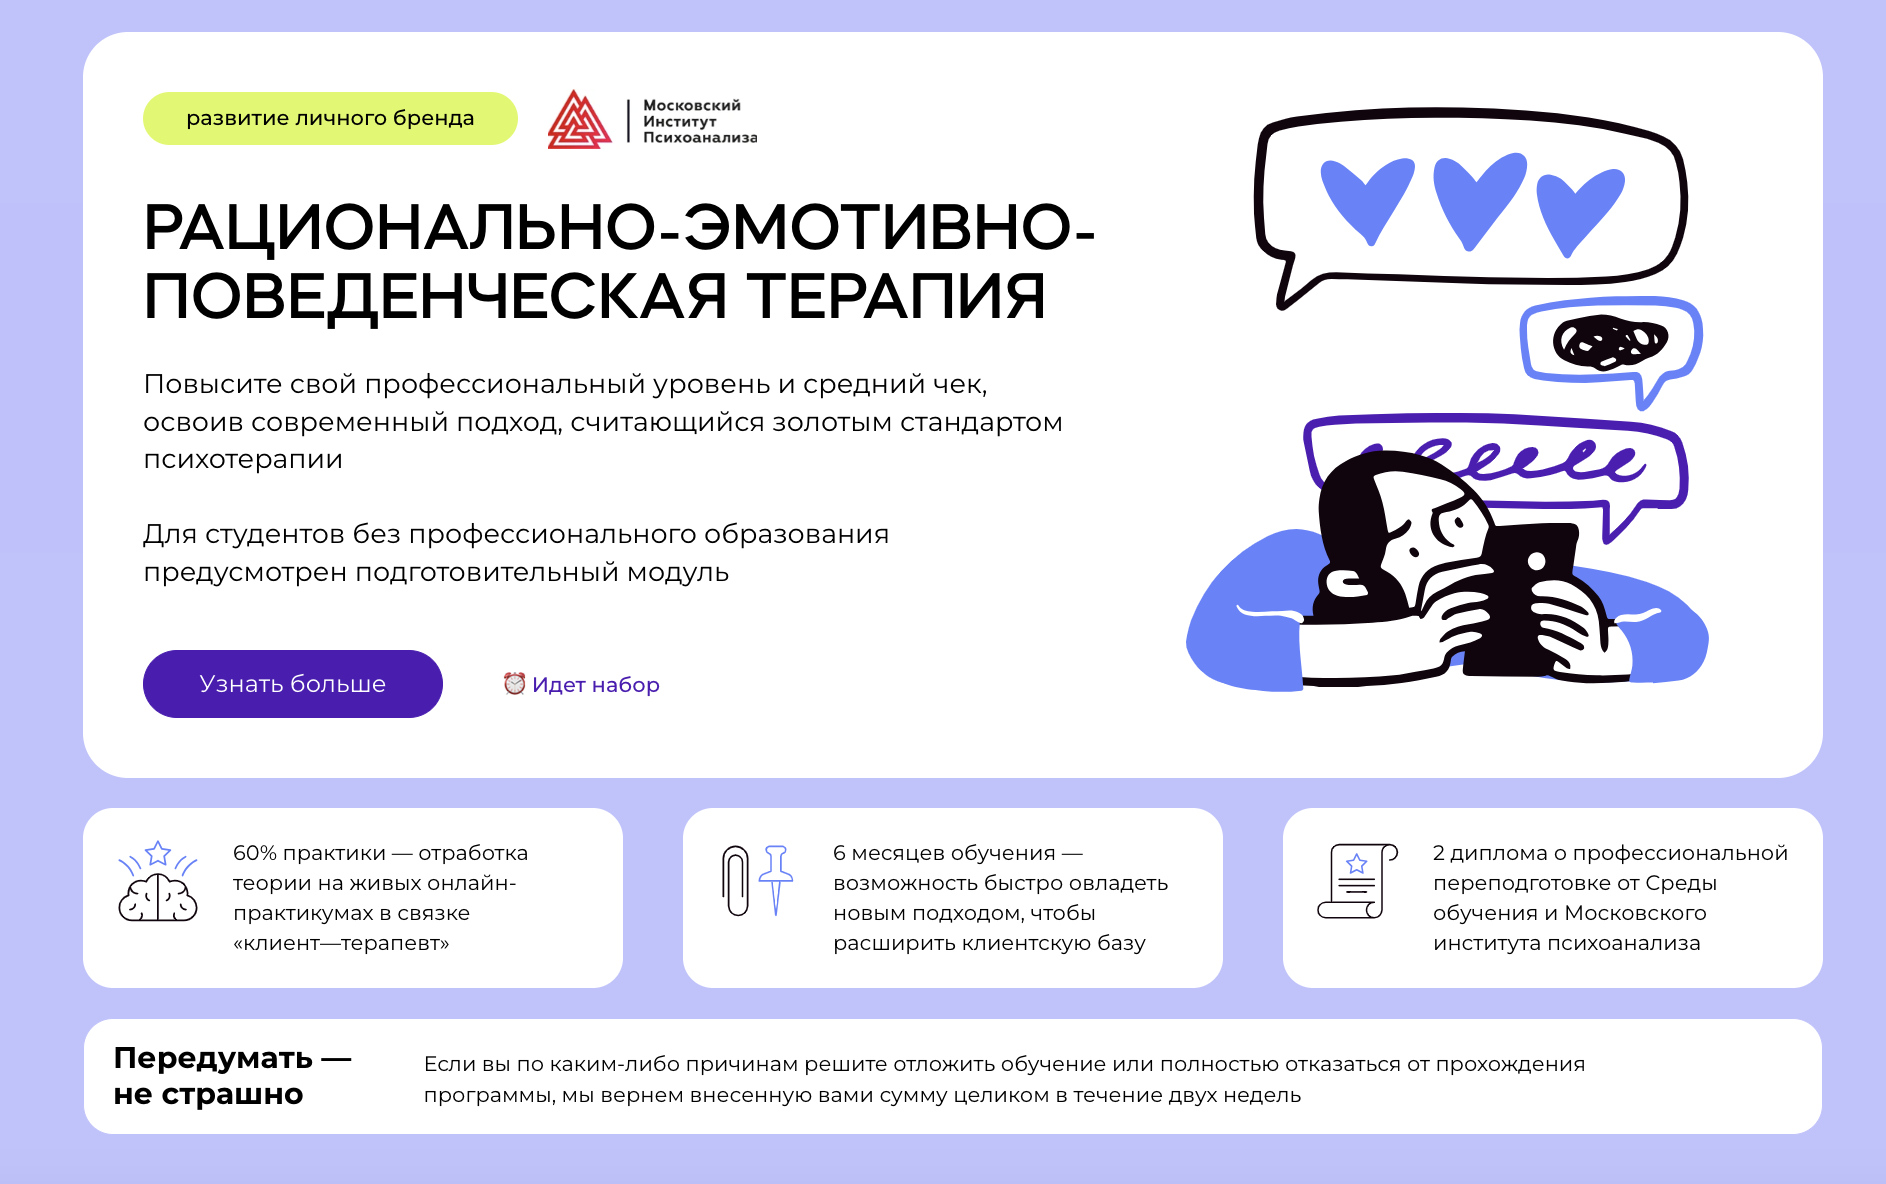 развитие личного бренда
Московский
Институт
Психоанализа
РАЦИОНАЛЬНО-ЭМОТИВНО-
ПОВЕДЕНЧЕСКАЯ ТЕРАПИЯ
Повысите свой профессиональный уровень и средний чек,
освоив современный подход, считающийся золотым стандартом
психотерапии
Для студентов без профессионального образования
предусмотрен подготовительный модуль
Узнать больше
⏰ Идет набор
60% практики — отработка
теории на живых онлайн-
практикумах в связке
«клиент—терапевт»
6 месяцев обучения —
возможность быстро овладеть
новым подходом, чтобы
расширить клиентскую базу
2 диплома о профессиональной
переподготовке от Среды
обучения и Московского
института психоанализа
Передумать —
не страшно
Если вы по каким-либо причинам решите отложить обучение или полностью отказаться от прохождения
программы, мы вернем внесенную вами сумму целиком в течение двух недель